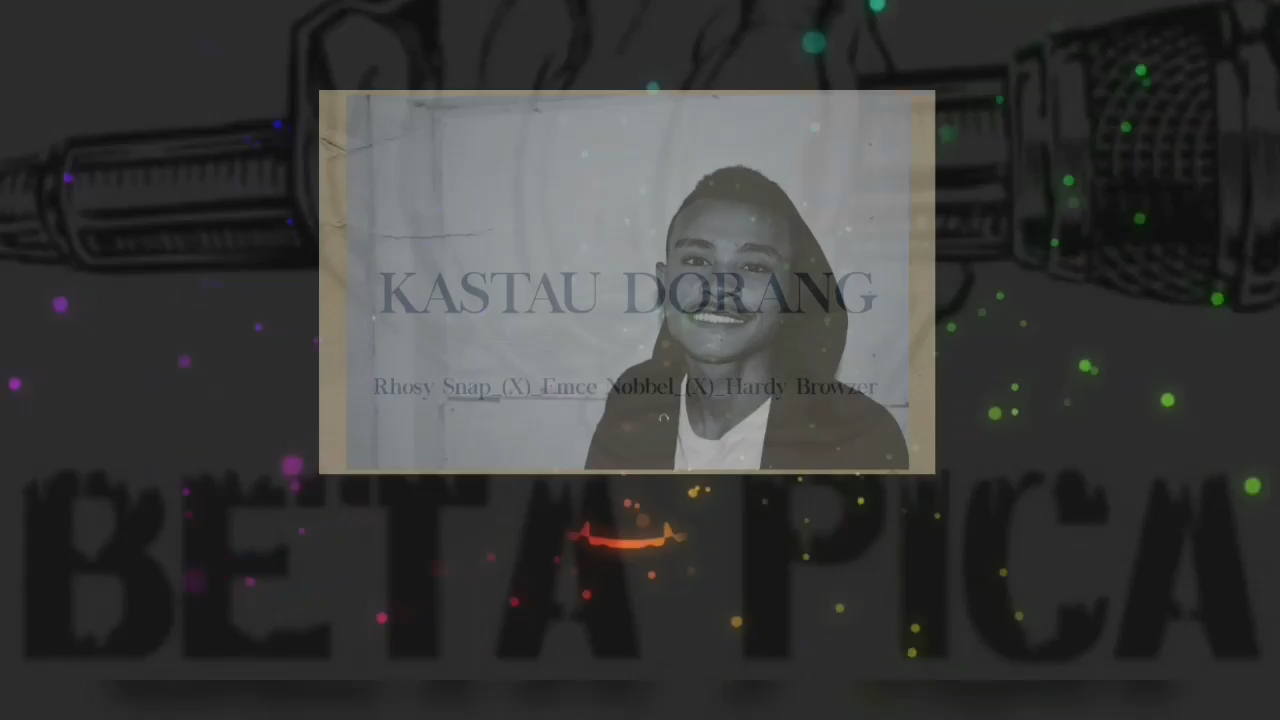 KASTAU DORANG
Rhosy Snap_(X)_Emce Nobbel_(X)_Hardy Browzer
BETA PICA